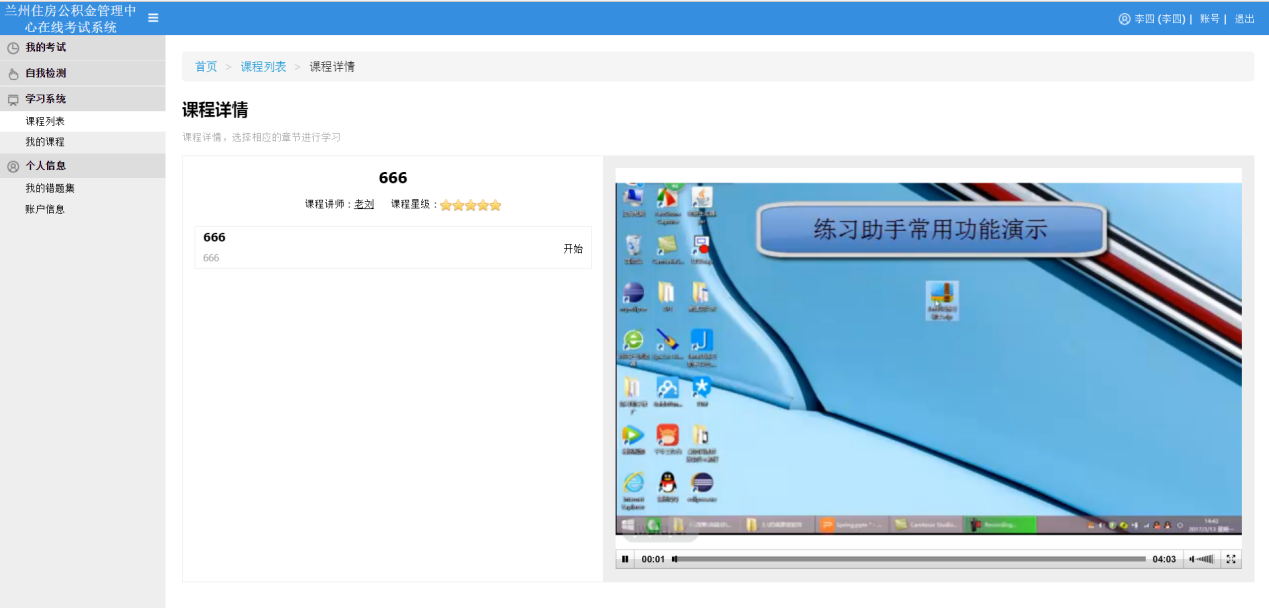 兰州住房公积金管理中
心在线考试系统
李四 (李四) | 账号 | 退出
我的考试
自我检测
学习系统
课程列表
我的课程
个人信息
我的错题集
账户信息
首页 > 课程列表 > 课程详情
课程详情
课程详情，选择相应的章节进行学习
666
课程讲师：老刘 课程星级：
666
666
开始
练习助手常用功能演示
Internet
Explorer
Recording...
14:42
00:01
04:03